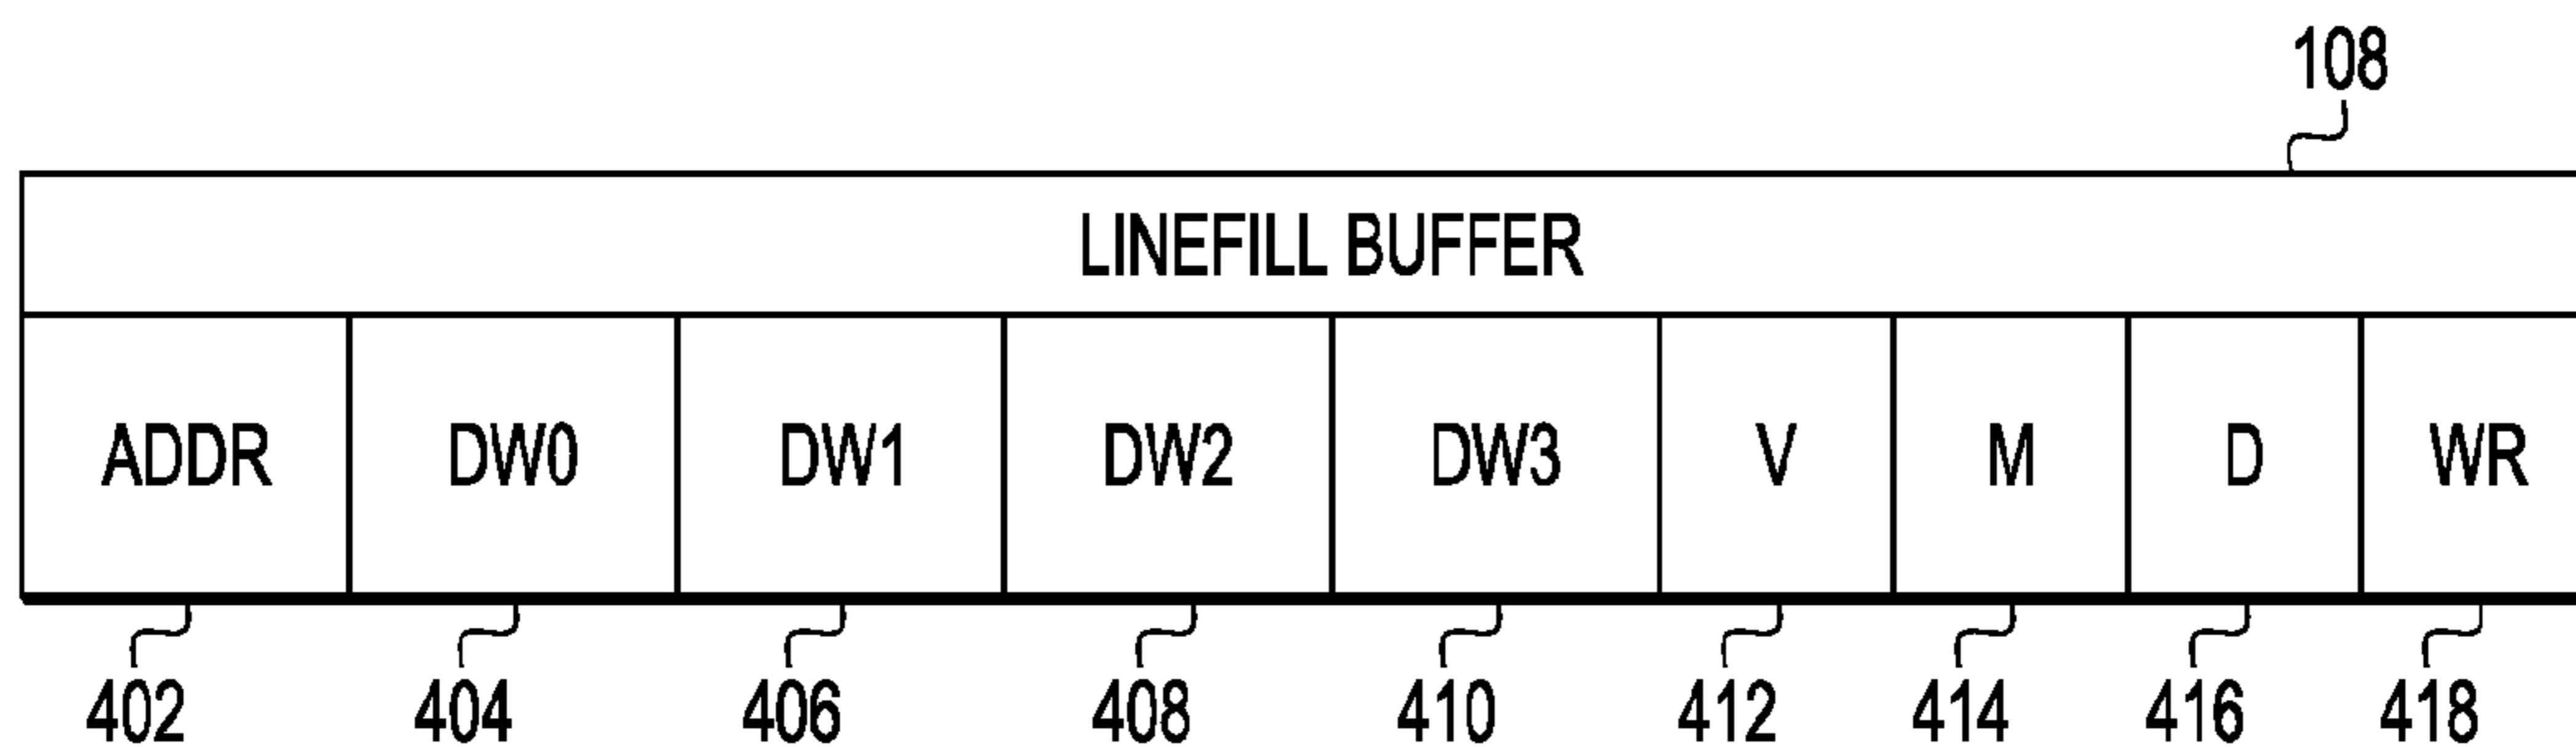 108
LINEFILL BUFFER
ADDR DW0 DW1 DW2 DW3 V M D WR
402 404 406 408 410 412 414 416 418